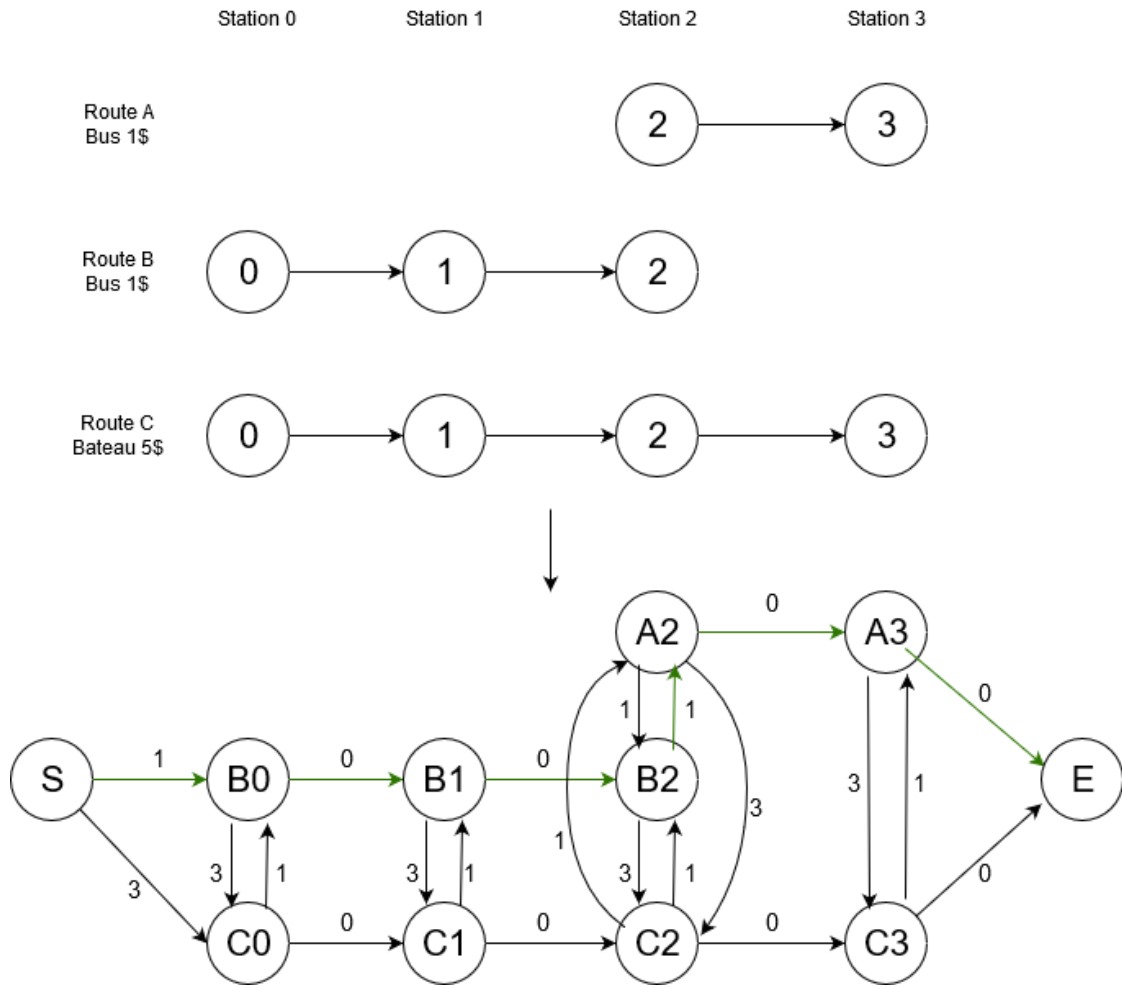 Station 0 Station 1 Station 2 Station 3
Route A
Bus 1$
2 3
Route B
Bus 1$
0 1 2
Route C
Bateau 5$
0 1 2 3
0
A2 A3
1 0 0 1 1 0
S B0 B1 B2 E
3 1 3
3 3 1 3 1 1 3 1 0
0 0 0
C0 C1 C2 C3